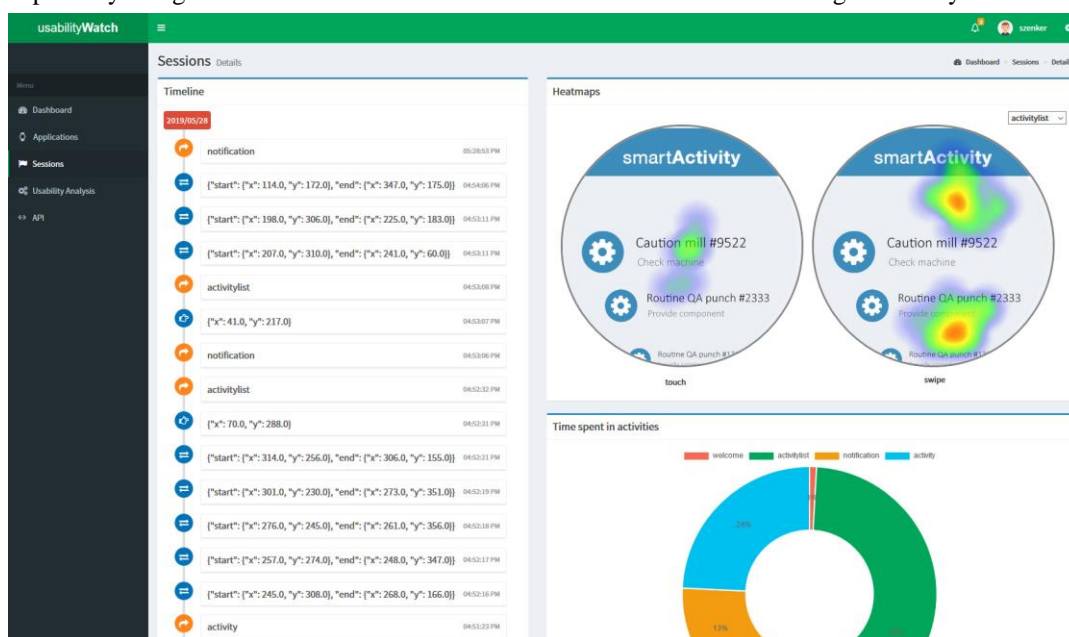 usabilityWatch
szenker
Sessions Details
Dashboard Sessions Detail
Menu
Dashboard
Applications
Sessions
Usability Analysis
API
Timeline
2019/05/28
notification 05:28:53 PM
{"start": {"x": 114.0, "y": 172.0}, "end": {"x": 347.0, "y": 175.0}} 04:54:06 PM
{"start": {"x": 198.0, "y": 306.0}, "end": {"x": 225.0, "y": 183.0}} 04:53:11 PM
{"start": {"x": 207.0, "y": 310.0}, "end": {"x": 241.0, "y": 60.0}} 04:53:11 PM
activitylist 04:53:08 PM
{"x": 41.0, "y": 217.0} 04:53:07 PM
notification 04:53:06 PM
activitylist 04:52:32 PM
{"x": 70.0, "y": 288.0} 04:52:31 PM
{"start": {"x": 314.0, "y": 256.0}, "end": {"x": 306.0, "y": 155.0}} 04:52:21 PM
{"start": {"x": 301.0, "y": 230.0}, "end": {"x": 273.0, "y": 351.0}} 04:52:19 PM
{"start": {"x": 276.0, "y": 245.0}, "end": {"x": 261.0, "y": 356.0}} 04:52:18 PM
{"start": {"x": 257.0, "y": 274.0}, "end": {"x": 248.0, "y": 347.0}} 04:52:17 PM
{"start": {"x": 245.0, "y": 308.0}, "end": {"x": 268.0, "y": 166.0}} 04:52:16 PM
activity 04:51:23 PM
Heatmaps
activitylist
smartActivity
Caution mill #9522
Check machine
Routine QA punch #2333
Provide component
Routine QA punch
touch
smartActivity
Caution mill #9522
Check machine
Routine QA punch #2333
Provide component
Routine QA punch
swipe
Time spent in activities
welcome activitylist notification activity
24%
13%